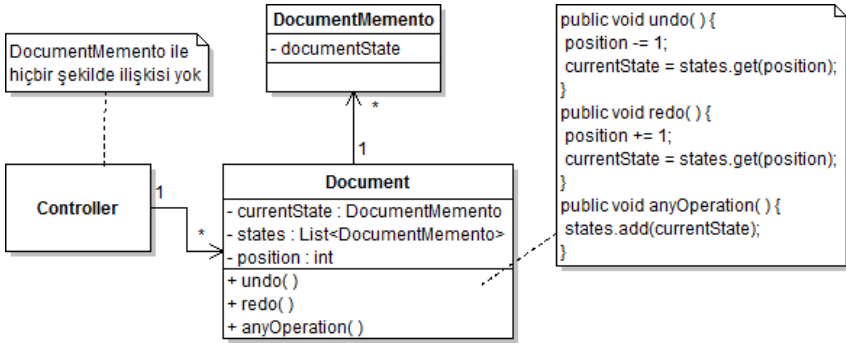 DocumentMemento ile
hiçbir şekilde ilişkisi yok
DocumentMemento
- documentState
*
1
Controller
1
*
Document
- currentState : DocumentMemento
- states : List<DocumentMemento>
- position : int
+ undo( )
+ redo( )
+ anyOperation( )
public void undo( ) {
position -= 1;
currentState = states.get(position);
}
public void redo( ) {
position += 1;
currentState = states.get(position);
}
public void anyOperation( ) {
states.add(currentState);
}